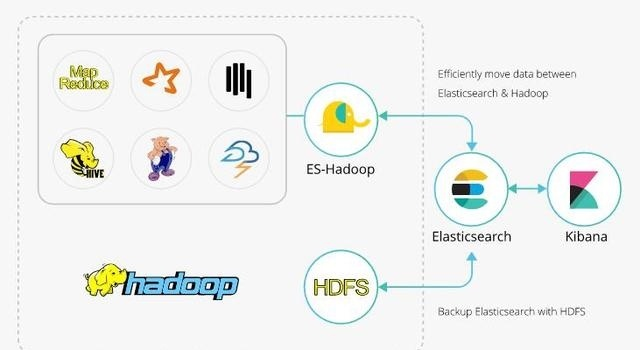 Map
Reduce
HIVE
ES-Hadoop
Efficiently move data between
Elasticsearch & Hadoop
Elasticsearch
Kibana
hadoop
HDFS
Backup Elasticsearch with HDFS